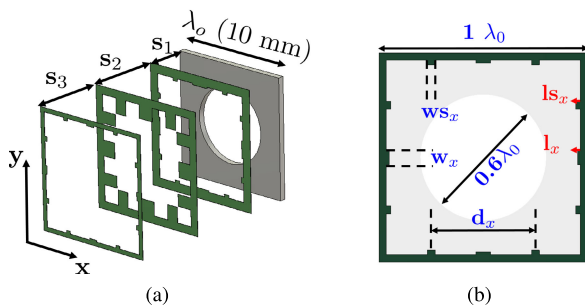 λₒ (10 mm)
s₁
s₂
s₃
y
x
(a)
1 λ₀
wsₓ
lsₓ
wₓ
lₓ
0.6λ₀
dₓ
(b)